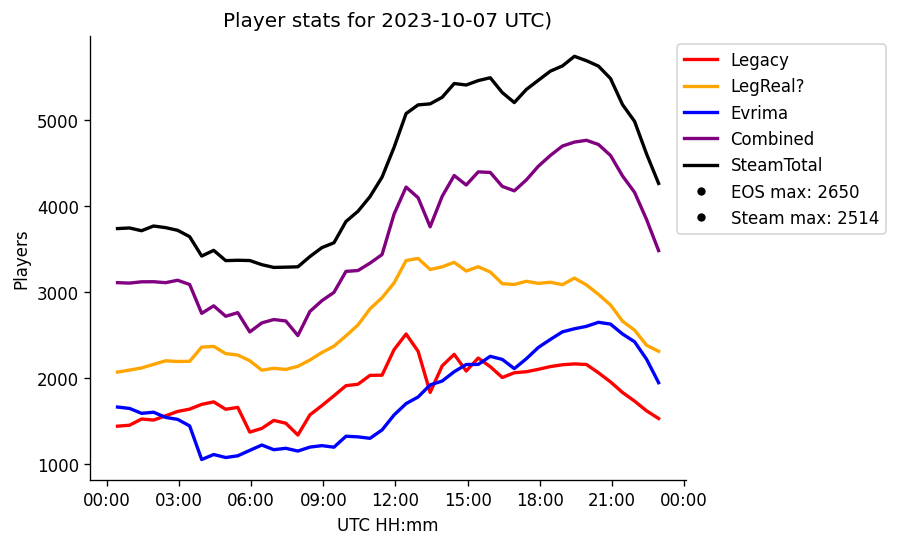 Player stats for 2023-10-07 UTC)
Legacy
LegReal?
Evrima
Combined
SteamTotal
EOS max: 2650
Steam max: 2514
Players
5000
4000
3000
2000
1000
00:00 03:00 06:00 09:00 12:00 15:00 18:00 21:00 00:00
UTC HH:mm